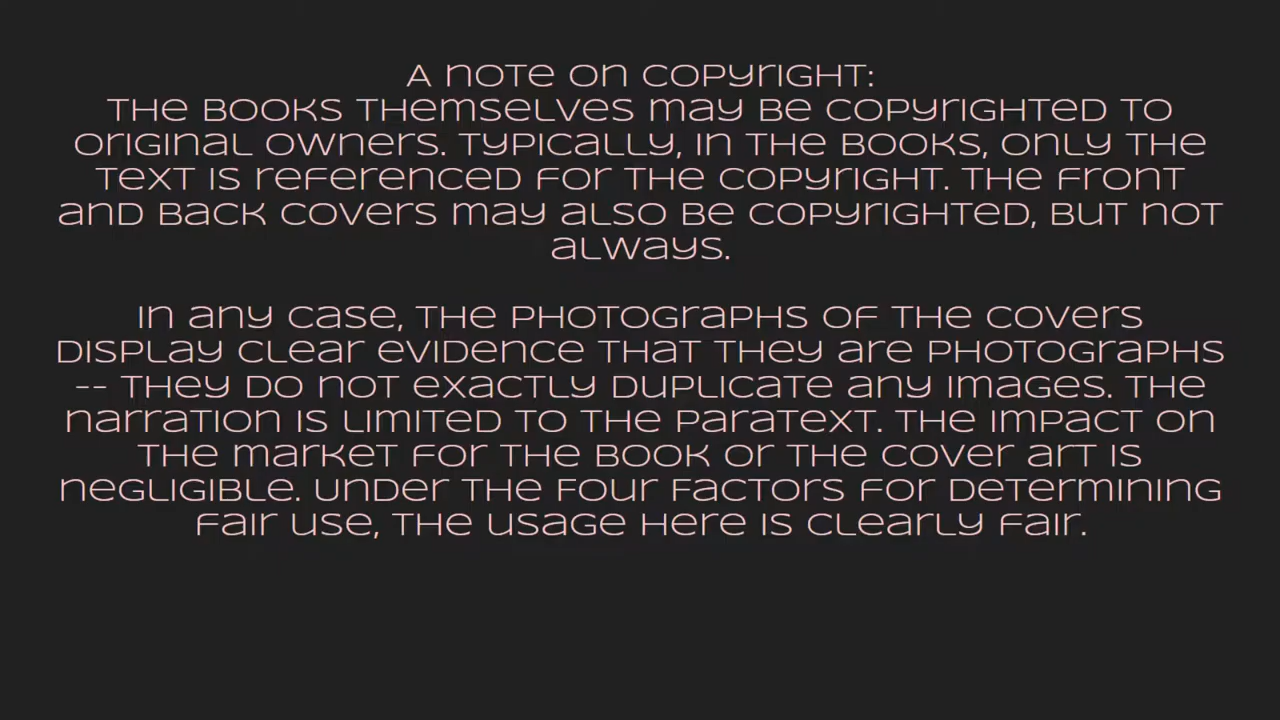 A note on copyright:
The books themselves may be copyrighted to
original owners. Typically, in the books, only the
text is referenced for the copyright. The front
and back covers may also be copyrighted, but not
always.
In any case, the photographs of the covers
display clear evidence that they are photographs
-- they do not exactly duplicate any images. The
narration is limited to the paratext. The impact on
the market for the book or the cover art is
negligible. Under the four factors for determining
fair use, the usage here is clearly fair.